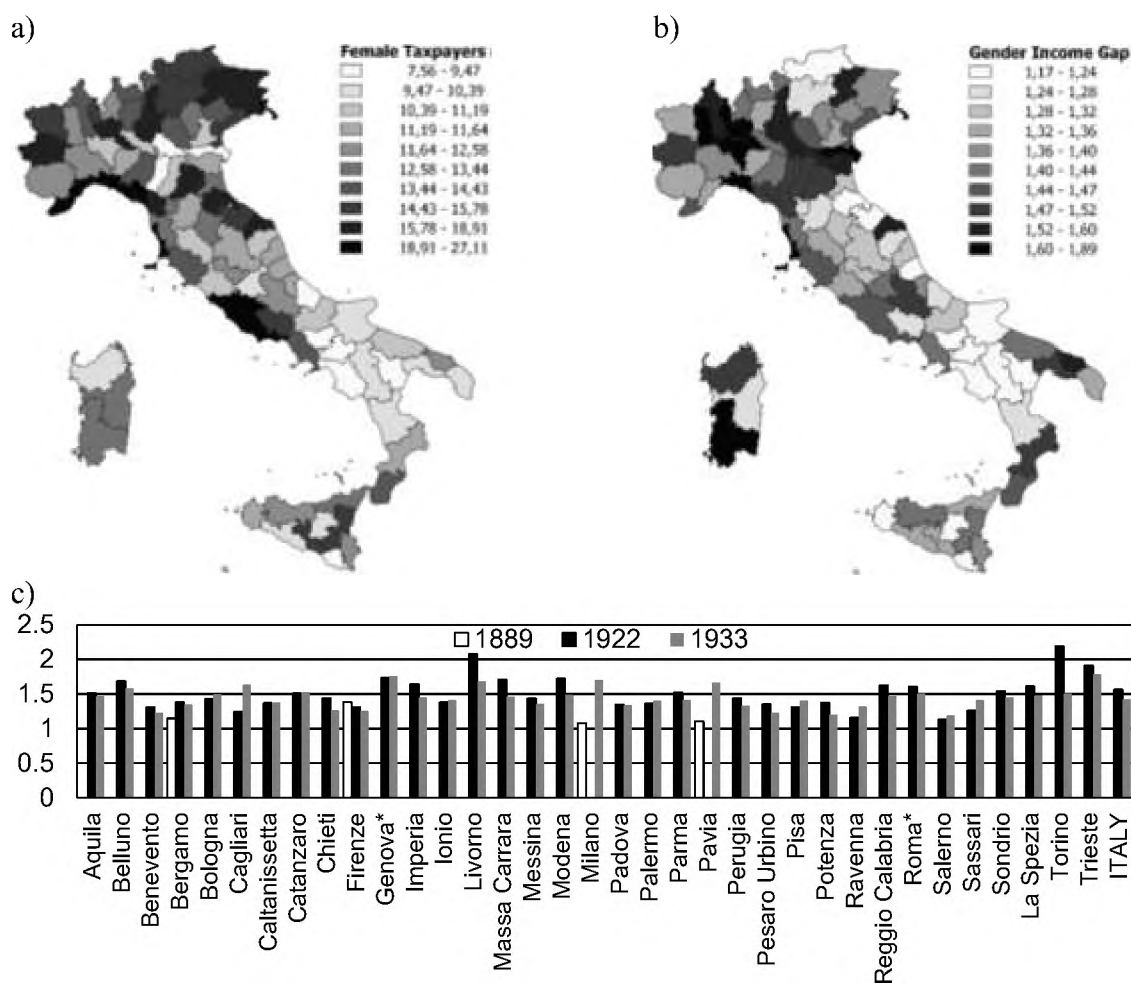 a)
Female Taxpayers
7,56 - 9,47
9,47 - 10,39
10,39 - 11,19
11,19 - 11,64
11,64 - 12,58
12,58 - 13,44
13,44 - 14,43
14,43 - 15,78
15,78 - 18,91
18,91 - 27,11
b)
Gender Income Gap
1,17 - 1,24
1,24 - 1,28
1,28 - 1,32
1,32 - 1,36
1,36 - 1,40
1,40 - 1,44
1,44 - 1,47
1,47 - 1,52
1,52 - 1,60
1,60 - 1,89
c)
1889 1922 1933
2.5
2
1.5
1
0.5
0
Aquila
Belluno
Benevento
Bergamo
Bologna
Cagliari
Caltanissetta
Catanzaro
Chieti
Firenze
Genova*
Imperia
Ionio
Livorno
Massa Carrara
Messina
Modena
Milano
Padova
Palermo
Parma
Pavia
Perugia
Pesaro Urbino
Pisa
Potenza
Ravenna
Reggio Calabria
Roma*
Salerno
Sassari
Sondrio
La Spezia
Torino
Trieste
ITALY